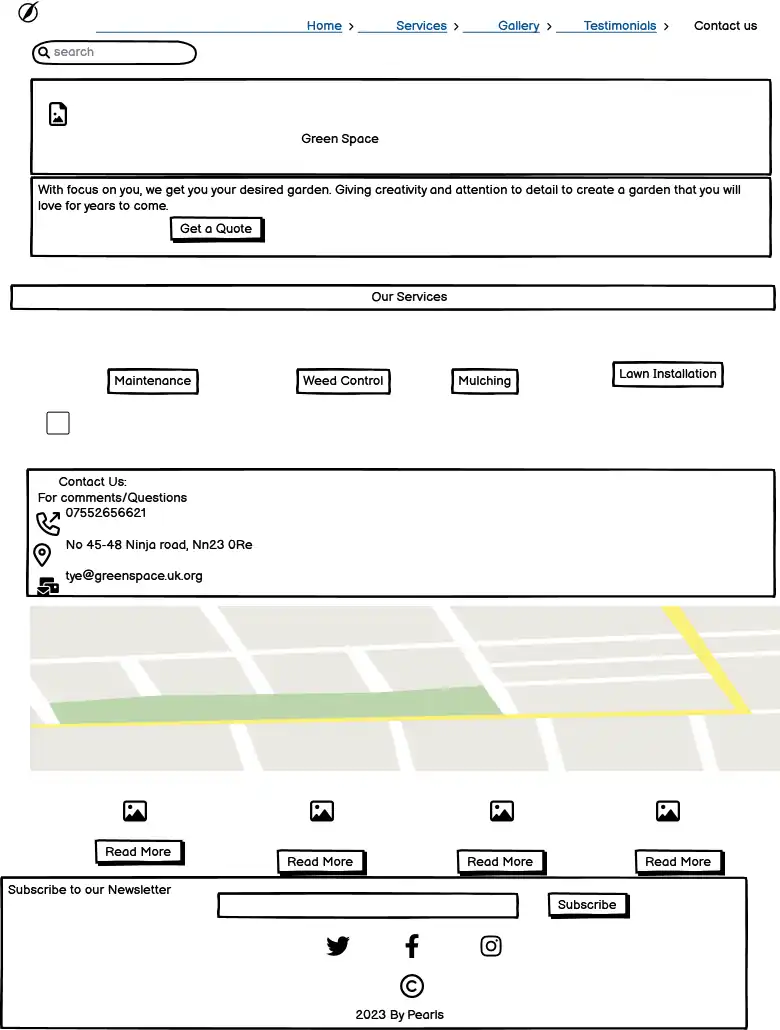 Home Services Gallery Testimonials Contact us
search
Green Space
With focus on you, we get you your desired garden. Giving creativity and attention to detail to create a garden that you will
love for years to come.
Get a Quote
Our Services
Maintenance Weed Control Mulching Lawn Installation
Contact Us:
For comments/Questions
07552656621
No 45-48 Ninja road, Nn23 0Re
tye@greenspace.uk.org
Read More Read More Read More Read More
Subscribe to our Newsletter
Subscribe
2023 By Pearls